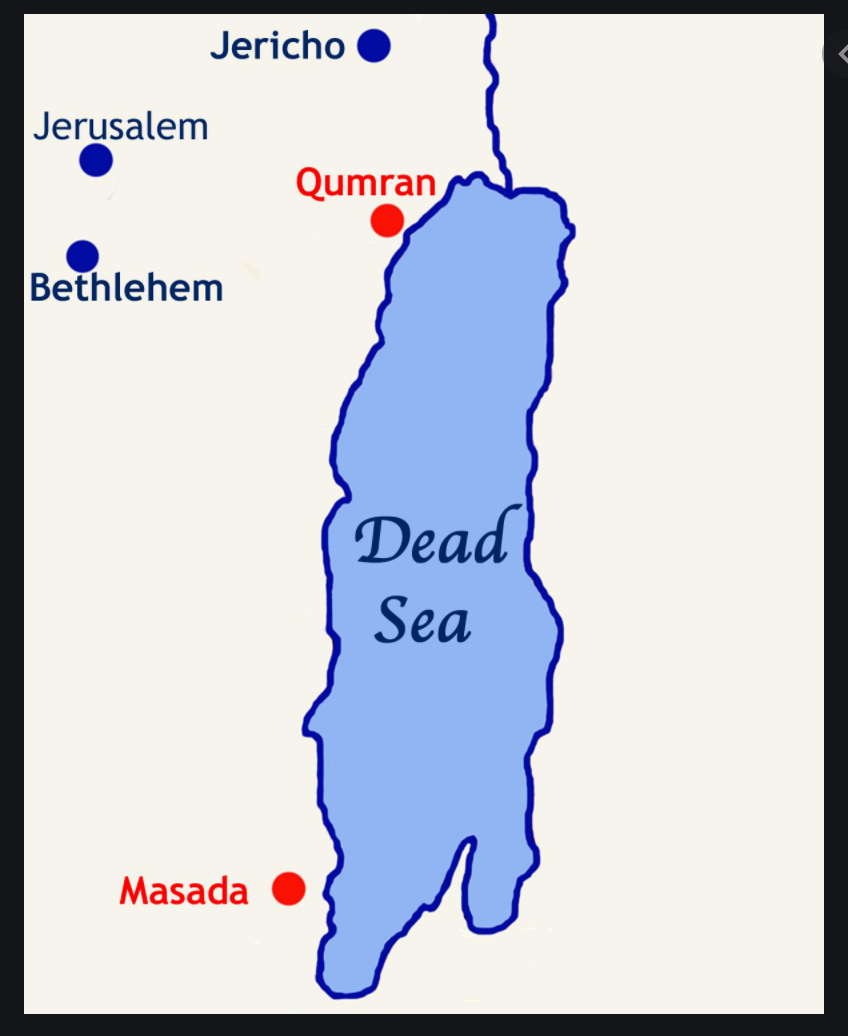 Jericho
Jerusalem
Qumran
Bethlehem
Dead
Sea
Masada